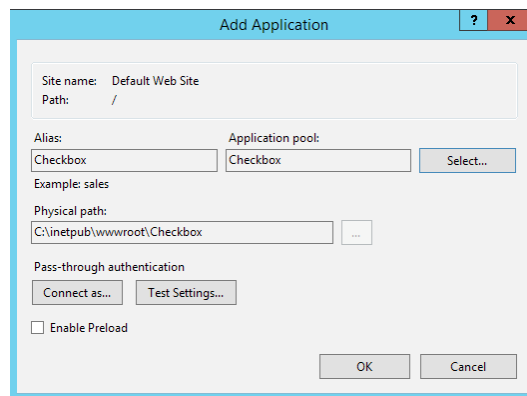 Add Application
? x
Site name: Default Web Site
Path: /
Alias: Application pool:
Checkbox Checkbox Select...
Example: sales
Physical path:
C:\inetpub\wwwroot\Checkbox ...
Pass-through authentication
Connect as... Test Settings...
Enable Preload
OK Cancel